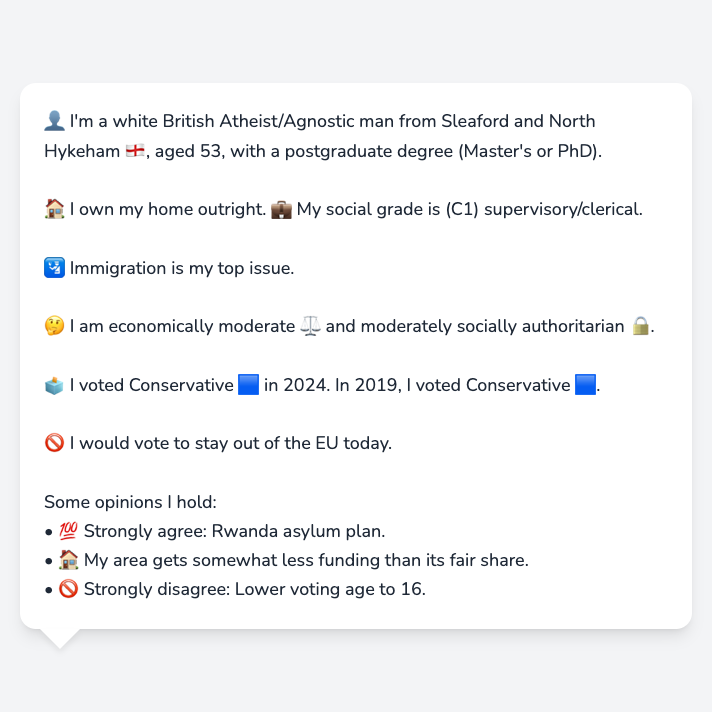 👤 I'm a white British Atheist/Agnostic man from Sleaford and North
Hykeham 🏴󠁧󠁢󠁥󠁮󠁧󠁿, aged 53, with a postgraduate degree (Master's or PhD).
🏠 I own my home outright. 💼 My social grade is (C1) supervisory/clerical.
🛂 Immigration is my top issue.
🤔 I am economically moderate ⚖️ and moderately socially authoritarian 🔒.
🗳️ I voted Conservative 🟦 in 2024. In 2019, I voted Conservative 🟦.
🚫 I would vote to stay out of the EU today.
Some opinions I hold:
• 💯 Strongly agree: Rwanda asylum plan.
• 🏠 My area gets somewhat less funding than its fair share.
• 🚫 Strongly disagree: Lower voting age to 16.